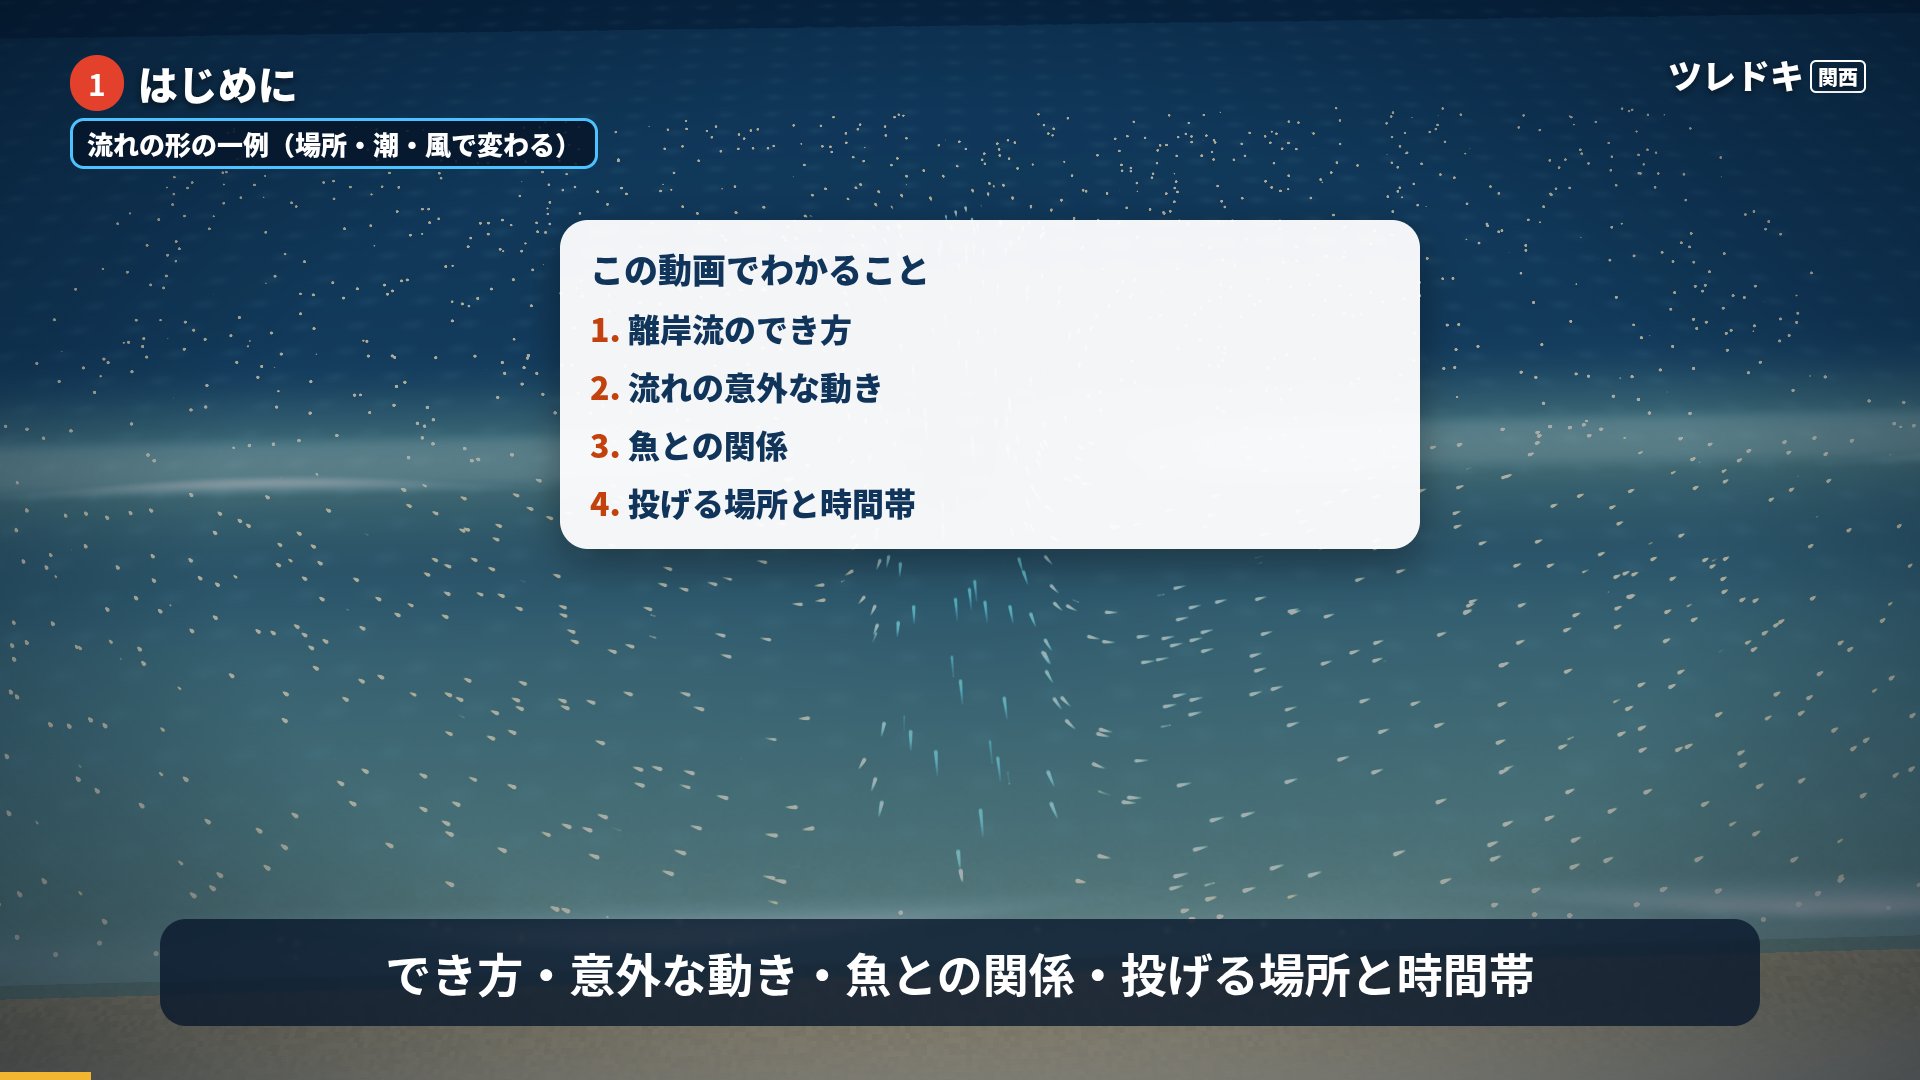 1 はじめに
流れの形の一例（場所・潮・風で変わる）
ツレドキ 関西
この動画でわかること
1. 離岸流のでき方
2. 流れの意外な動き
3. 魚との関係
4. 投げる場所と時間帯
でき方・意外な動き・魚との関係・投げる場所と時間帯